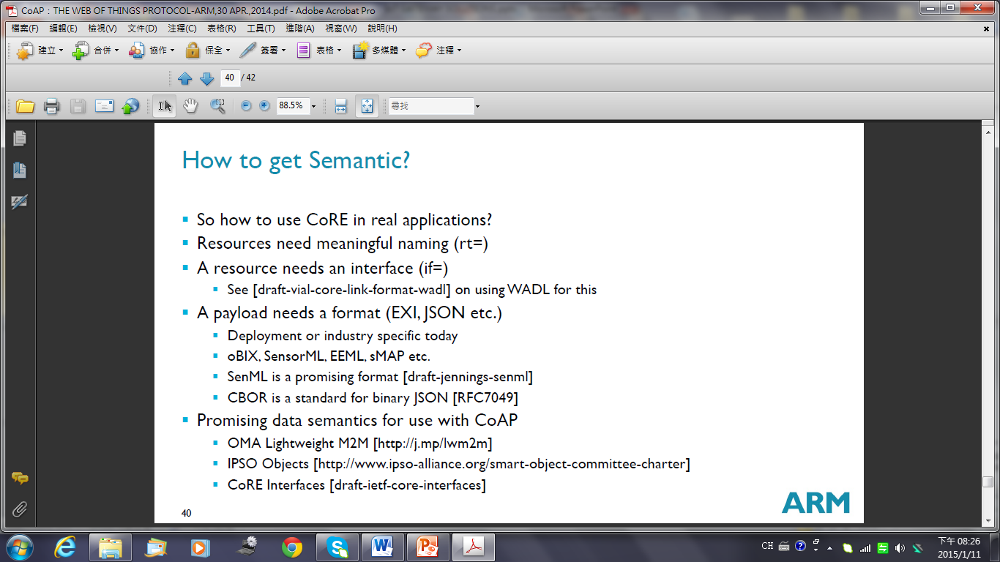 CoAP：THE WEB OF THINGS PROTOCOL-ARM,30 APR.,2014.pdf - Adobe Acrobat Pro
檔案(F) 編輯(E) 檢視(V) 文件(D) 注釋(C) 表格(R) 工具(T) 進階(A) 視窗(W) 說明(H)
建立 合併 協作 保全 簽署 表格 多媒體 注釋
40 / 42
88.5% 尋找
How to get Semantic?
So how to use CoRE in real applications?
Resources need meaningful naming (rt=)
A resource needs an interface (if=)
See [draft-vial-core-link-format-wadl] on using WADL for this
A payload needs a format (EXI, JSON etc.)
Deployment or industry specific today
oBIX, SensorML, EEML, sMAP etc.
SenML is a promising format [draft-jennings-senml]
CBOR is a standard for binary JSON [RFC7049]
Promising data semantics for use with CoAP
OMA Lightweight M2M [http://j.mp/lwm2m]
IPSO Objects [http://www.ipso-alliance.org/smart-object-committee-charter]
CoRE Interfaces [draft-ietf-core-interfaces]
40
ARM
CH
下午 08:26
2015/1/11